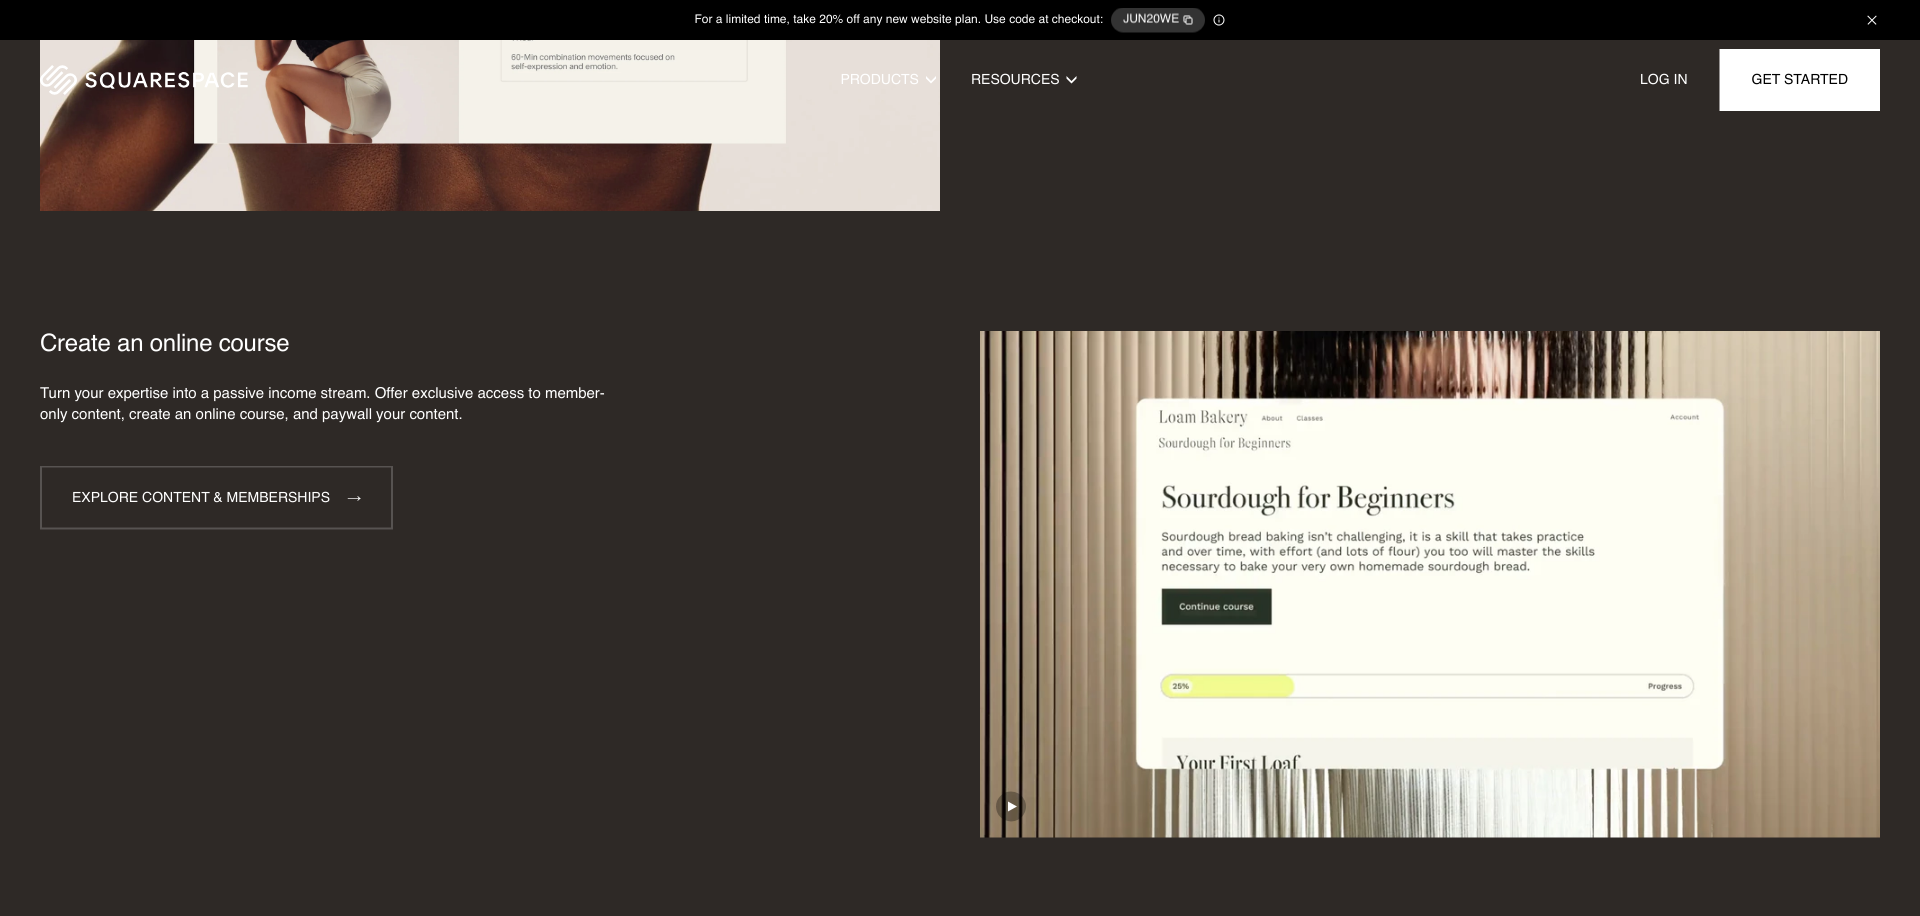 For a limited time, take 20% off any new website plan. Use code at checkout: JUN20WE
60-Min combination movements focused on
self-expression and emotion.
SQUARESPACE
PRODUCTS
RESOURCES
LOG IN
GET STARTED
Create an online course
Turn your expertise into a passive income stream. Offer exclusive access to member-
only content, create an online course, and paywall your content.
EXPLORE CONTENT & MEMBERSHIPS →
Loam Bakery About Classes Account
Sourdough for Beginners
Sourdough for Beginners
Sourdough bread baking isn't challenging, it is a skill that takes practice
and over time, with effort (and lots of flour) you too will master the skills
necessary to bake your very own homemade sourdough bread.
Continue course
25% Progress
Your First Loaf